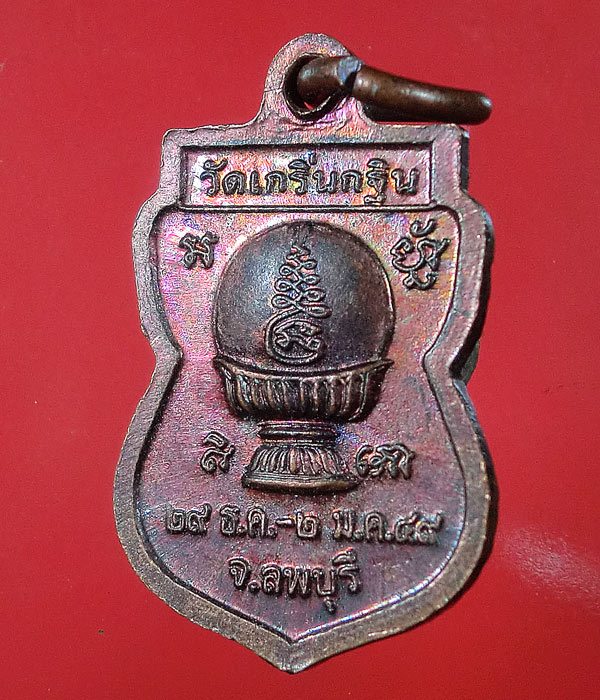 วัดเกริ่นกฐิน
๒๙ ธ.ค.-๒ ม.ค.๔๙
จ.ลพบุรี